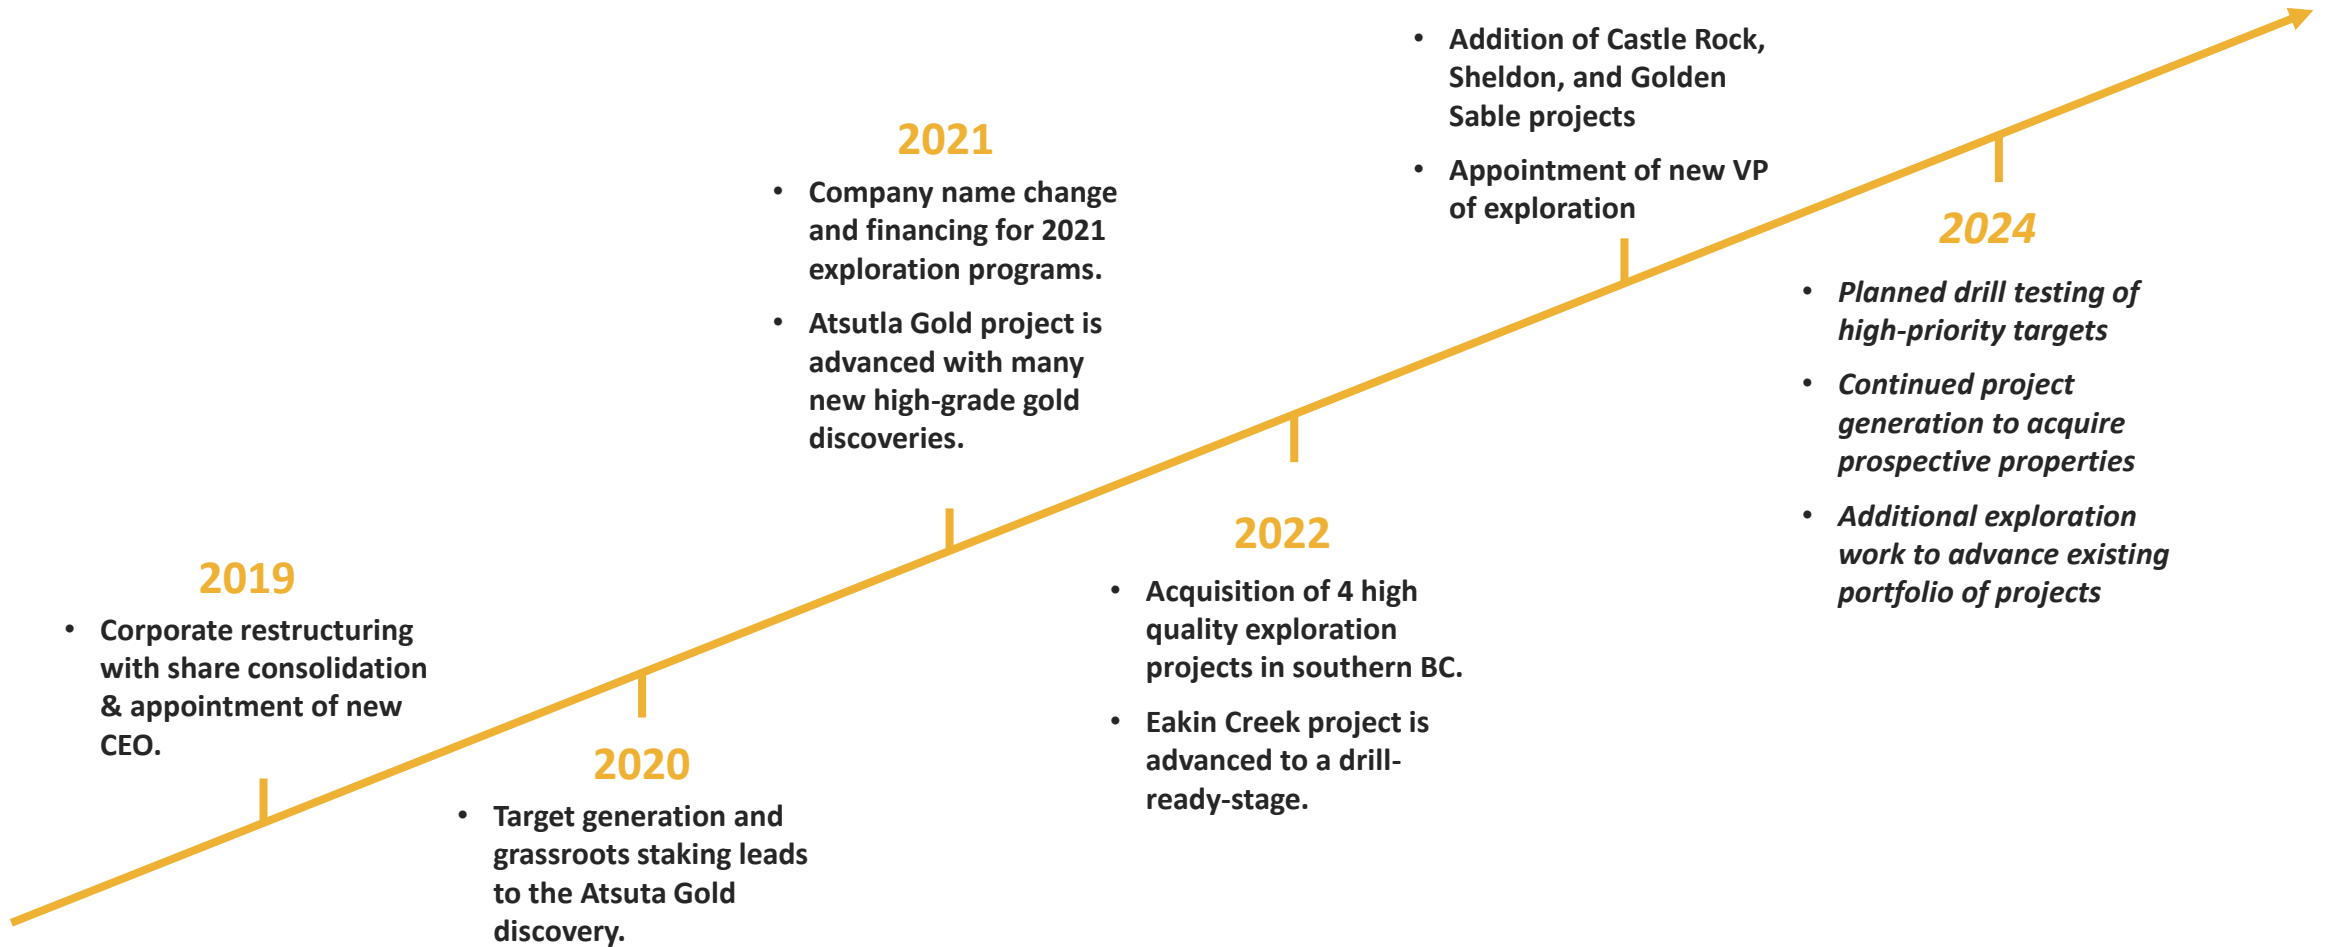 2019
• Corporate restructuring
with share consolidation
& appointment of new
CEO.
2020
• Target generation and
grassroots staking leads
to the Atsuta Gold
discovery.
2021
• Company name change
and financing for 2021
exploration programs.
• Atsutla Gold project is
advanced with many
new high-grade gold
discoveries.
2022
• Acquisition of 4 high
quality exploration
projects in southern BC.
• Eakin Creek project is
advanced to a drill-
ready-stage.
• Addition of Castle Rock,
Sheldon, and Golden
Sable projects
• Appointment of new VP
of exploration
2024
• Planned drill testing of
high-priority targets
• Continued project
generation to acquire
prospective properties
• Additional exploration
work to advance existing
portfolio of projects